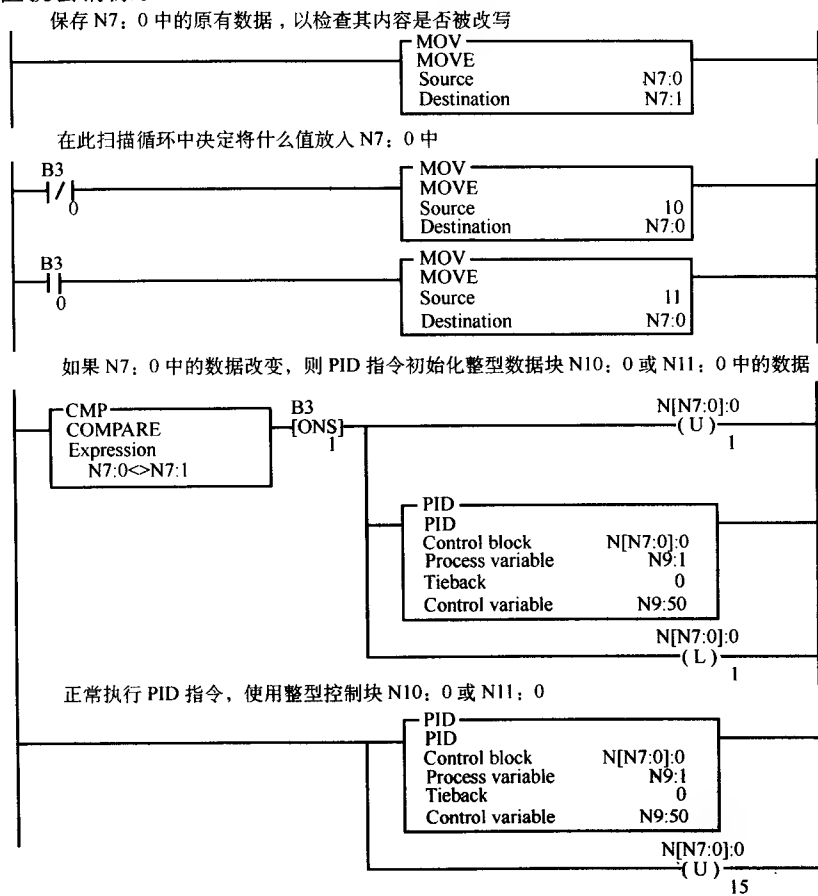 保存 N7：0 中的原有数据，以检查其内容是否被改写
MOV
MOVE
Source N7:0
Destination N7:1
在此扫描循环中决定将什么值放入 N7：0 中
B3
0
MOV
MOVE
Source 10
Destination N7:0
B3
0
MOV
MOVE
Source 11
Destination N7:0
如果 N7：0 中的数据改变，则 PID 指令初始化整型数据块 N10：0 或 N11：0 中的数据
CMP
COMPARE
Expression
N7:0<>N7:1
B3
[ONS]
1
N[N7:0]:0
(U)
1
PID
PID
Control block N[N7:0]:0
Process variable N9:1
Tieback 0
Control variable N9:50
N[N7:0]:0
(L)
1
正常执行 PID 指令，使用整型控制块 N10：0 或 N11：0
PID
PID
Control block N[N7:0]:0
Process variable N9:1
Tieback 0
Control variable N9:50
N[N7:0]:0
(U)
15